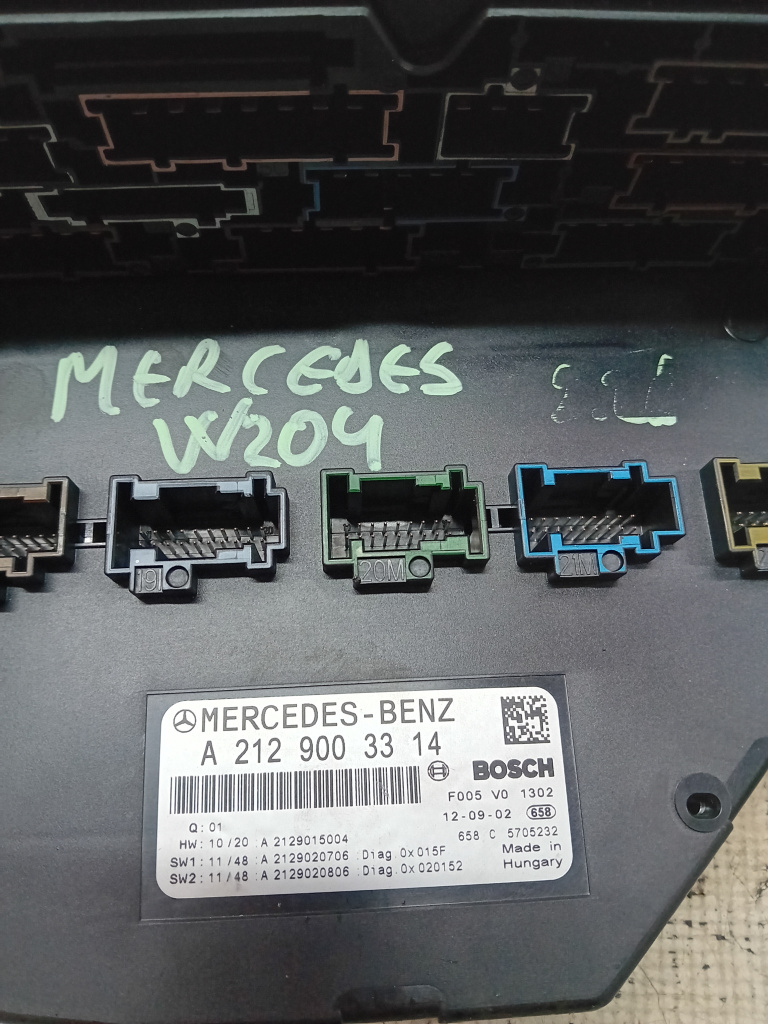 MERCEDES
W204
19
20M
21M
MERCEDES-BENZ
A 212 900 33 14
BOSCH
F005 V0 1302
12-09-02 658
658 C 5705232
Made in
Hungary
Q: 01
HW: 10/20 :A 2129015004
SW1: 11/48 :A 2129020706 :Diag.0x015F
SW2: 11/48 :A 2129020806 :Diag.0x020152